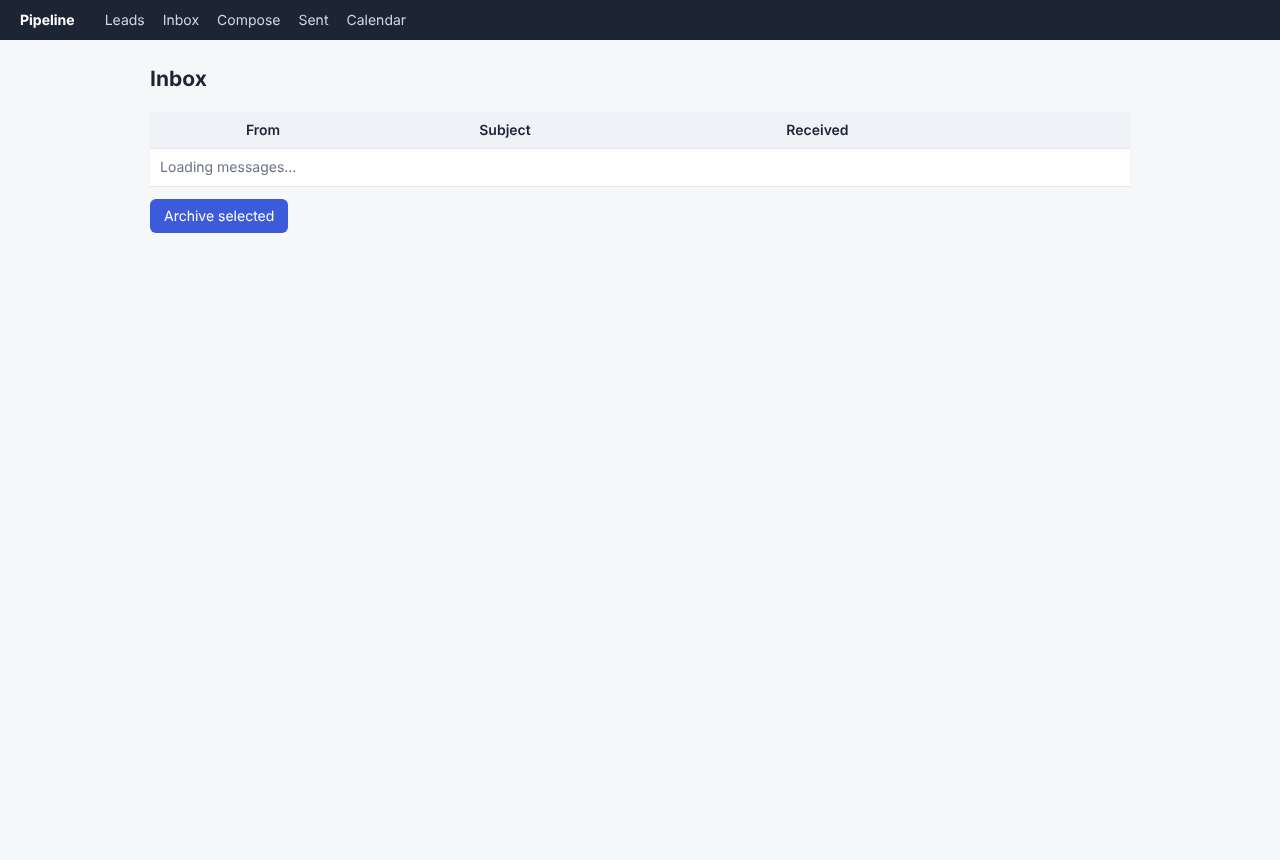 Pipeline Leads Inbox Compose Sent Calendar
Inbox
From Subject Received
Loading messages...
Archive selected